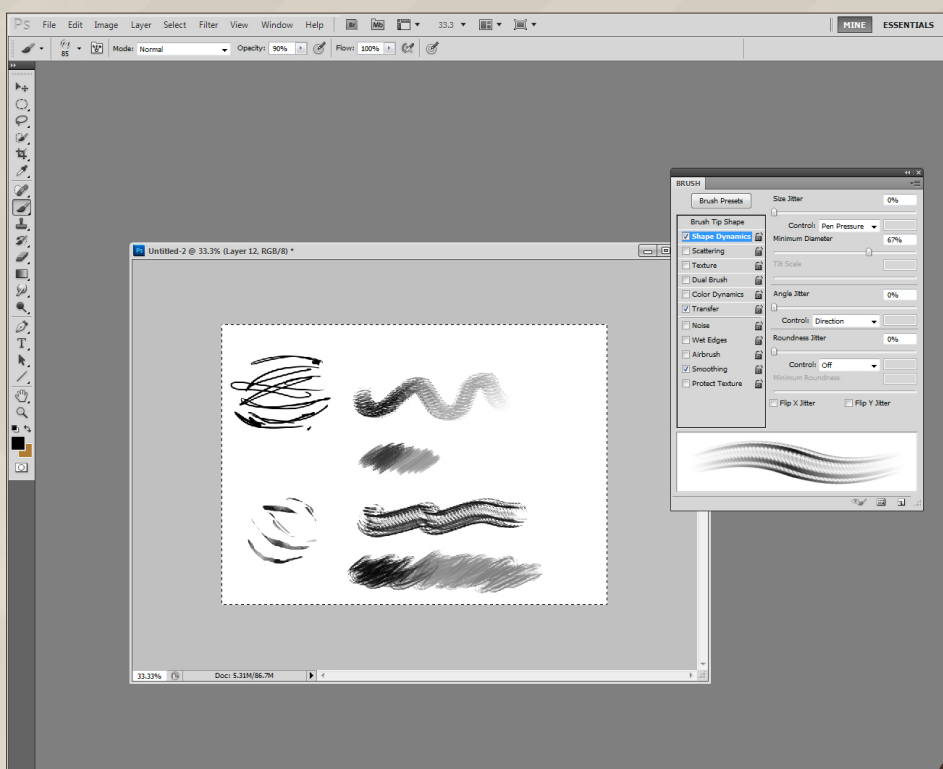 Ps File Edit Image Layer Select Filter View Window Help Br Mb 33.3 MINE ESSENTIALS
85 Mode: Normal Opacity: 90% Flow: 100%
BRUSH
Brush Presets Size Jitter 0%
Brush Tip Shape Control: Pen Pressure
Shape Dynamics Minimum Diameter 67%
Scattering
Texture Tilt Scale
Dual Brush
Color Dynamics Angle Jitter 0%
Transfer Control: Direction
Noise
Wet Edges Roundness Jitter 0%
Airbrush Control: Off
Smoothing Minimum Roundness
Protect Texture
Flip X Jitter Flip Y Jitter
Ps Untitled-2 @ 33.3% (Layer 12, RGB/8) *
33.33% Doc: 5.31M/86.7M
T